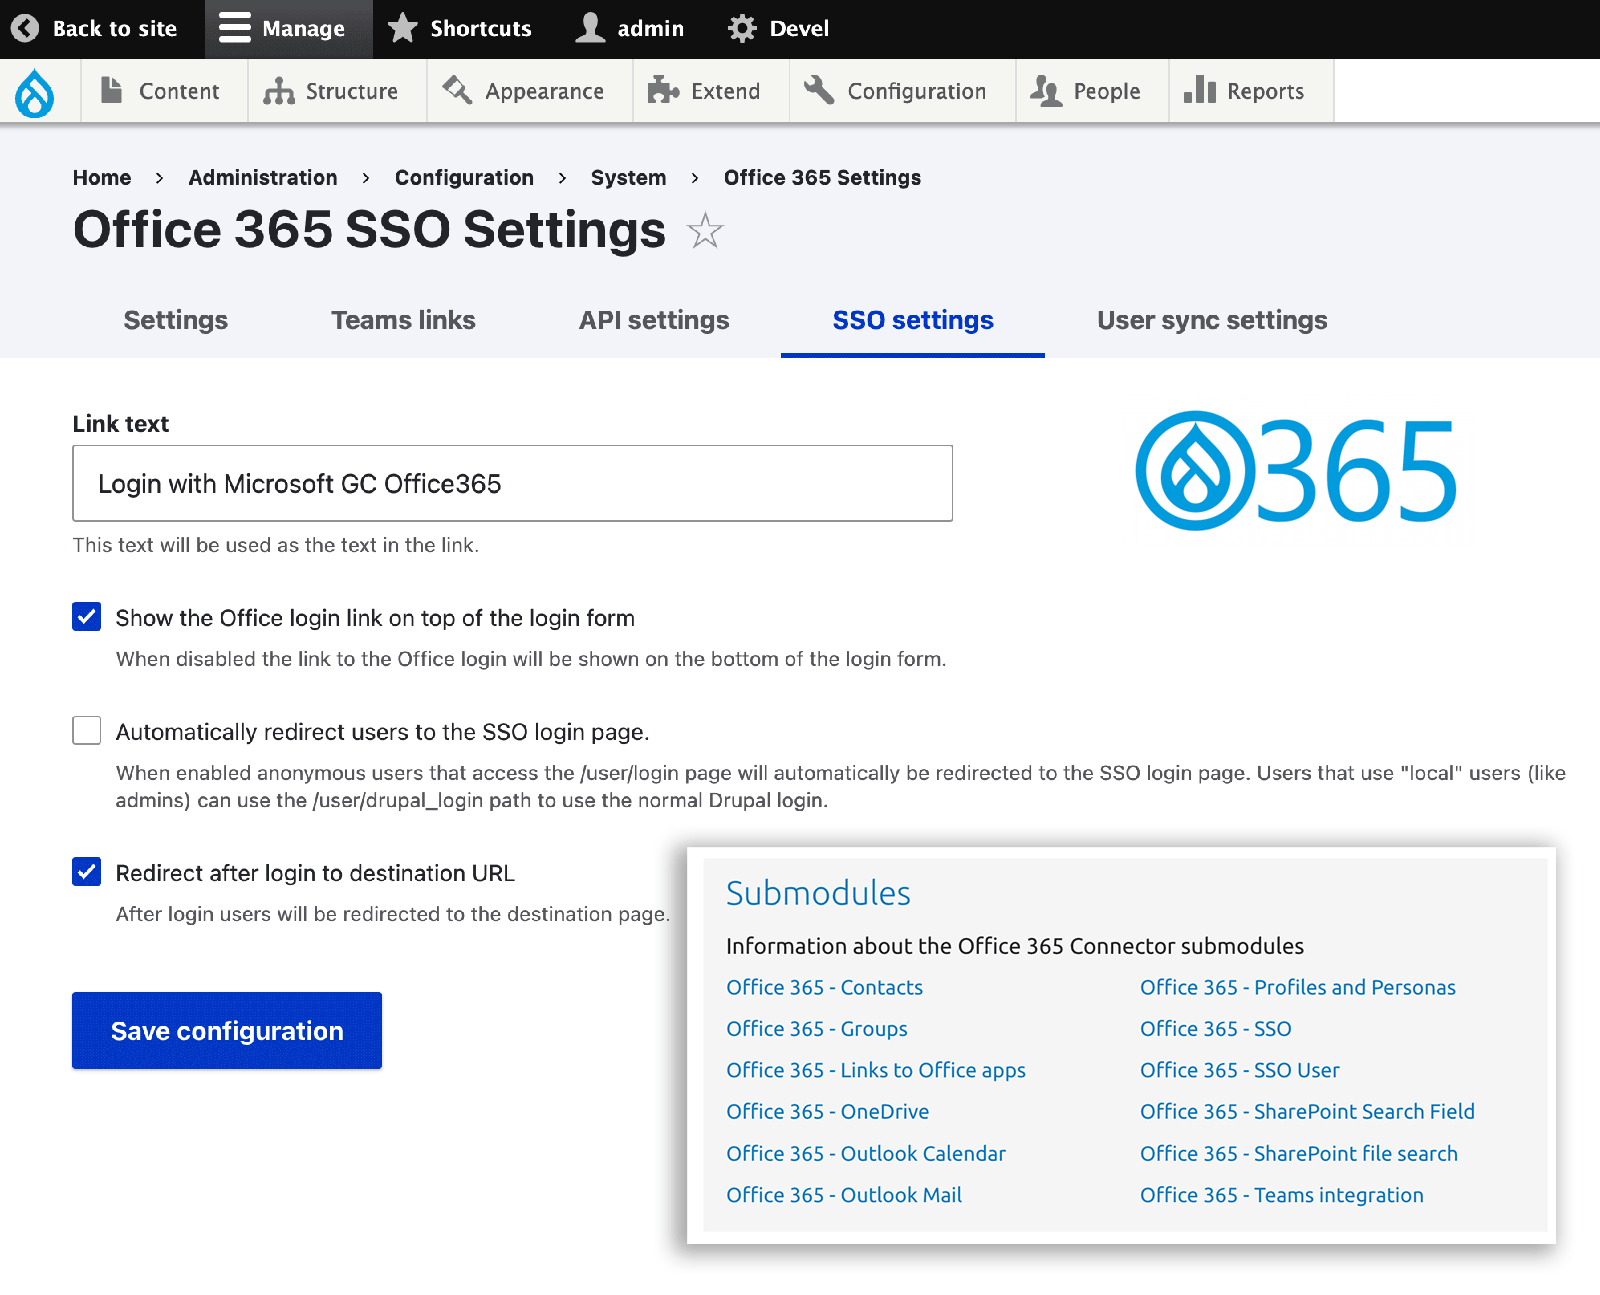 Back to site
Manage
Shortcuts
admin
Devel
Content
Structure
Appearance
Extend
Configuration
People
Reports
Home > Administration > Configuration > System > Office 365 Settings
Office 365 SSO Settings
Settings
Teams links
API settings
SSO settings
User sync settings
Link text
365
Login with Microsoft GC Office365
This text will be used as the text in the link.
Show the Office login link on top of the login form
When disabled the link to the Office login will be shown on the bottom of the login form.
Automatically redirect users to the SSO login page.
When enabled anonymous users that access the /user/login page will automatically be redirected to the SSO login page. Users that use "local" users (like
admins) can use the /user/drupal_login path to use the normal Drupal login.
Redirect after login to destination URL
After login users will be redirected to the destination page.
Save configuration
Submodules
Information about the Office 365 Connector submodules
Office 365 - Contacts
Office 365 - Groups
Office 365 - Links to Office apps
Office 365 - OneDrive
Office 365 - Outlook Calendar
Office 365 - Outlook Mail
Office 365 - Profiles and Personas
Office 365 - SSO
Office 365 - SSO User
Office 365 - SharePoint Search Field
Office 365 - SharePoint file search
Office 365 - Teams integration